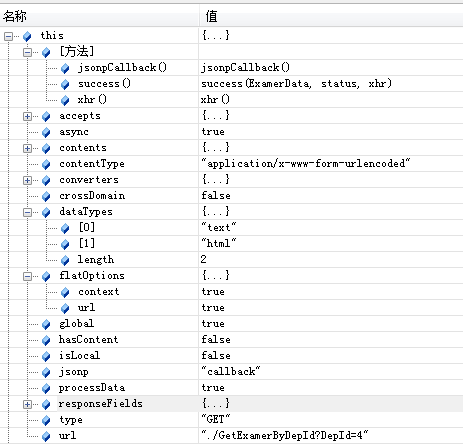 名称 值
this {...}
[方法]
jsonpCallback() jsonpCallback()
success() success(ExamerData, status, xhr)
xhr() xhr()
accepts {...}
async true
contents {...}
contentType "application/x-www-form-urlencoded"
converters {...}
crossDomain false
dataTypes {...}
[0] "text"
[1] "html"
length 2
flatOptions {...}
context true
url true
global true
hasContent false
isLocal false
jsonp "callback"
processData true
responseFields {...}
type "GET"
url "./GetExamerByDepId?DepId=4"